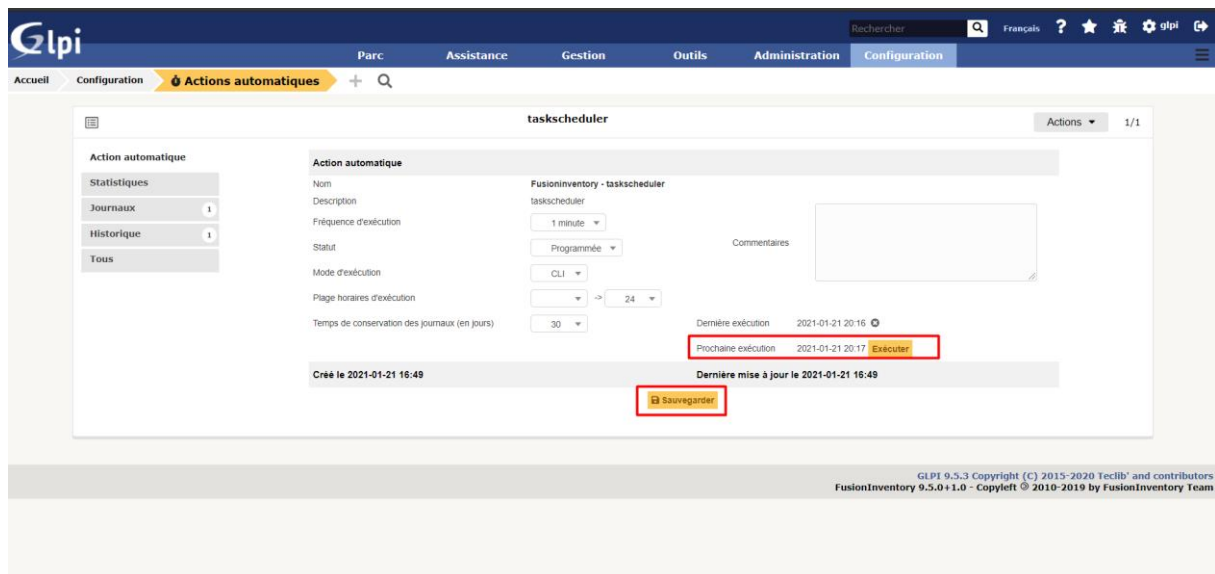 Glpi
Rechercher Français ? glpi
Parc Assistance Gestion Outils Administration Configuration
Accueil Configuration Actions automatiques +
taskscheduler Actions 1/1
Action automatique
Statistiques
Journaux 1
Historique 1
Tous
Action automatique
Nom Fusioninventory - taskscheduler
Description taskscheduler
Fréquence d'exécution 1 minute
Statut Programmée Commentaires
Mode d'exécution CLI
Plage horaires d'exécution -> 24
Temps de conservation des journaux (en jours) 30 Dernière exécution 2021-01-21 20:16
Prochaine exécution 2021-01-21 20:17 Exécuter
Créé le 2021-01-21 16:49 Dernière mise à jour le 2021-01-21 16:49
Sauvegarder
GLPI 9.5.3 Copyright (C) 2015-2020 Teclib' and contributors
FusionInventory 9.5.0+1.0 - Copyleft 🄯 2010-2019 by FusionInventory Team